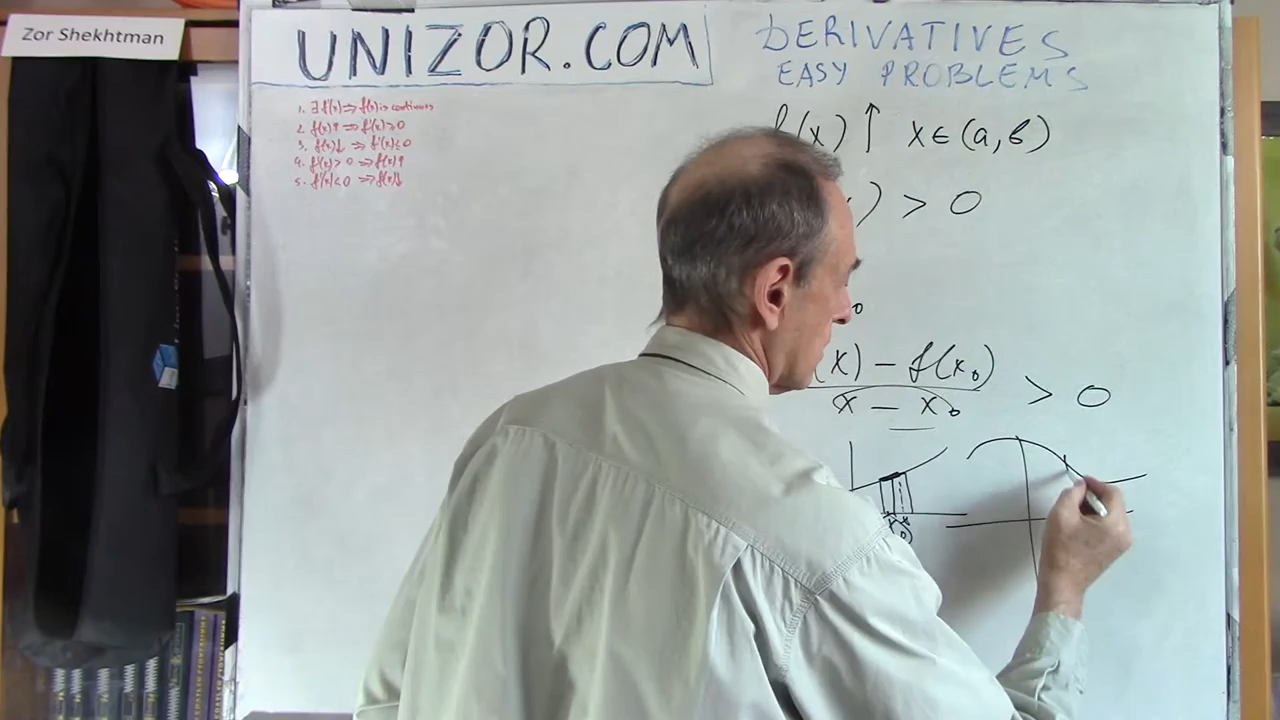 Zor Shekhtman
UNIZOR.COM
DERIVATIVES
EASY PROBLEMS
1. ∃ f'(x) ⇒ f(x) is continuous
2. f(x)↑ ⇒ f'(x) ≥ 0
3. f(x)↓ ⇒ f'(x) ≤ 0
4. f'(x) > 0 ⇒ f(x)↑
5. f'(x) < 0 ⇒ f(x)↓
f(x) ↑ x ∈ (a, b)
) > 0
(x) − f(x₀)
x − x₀
> 0